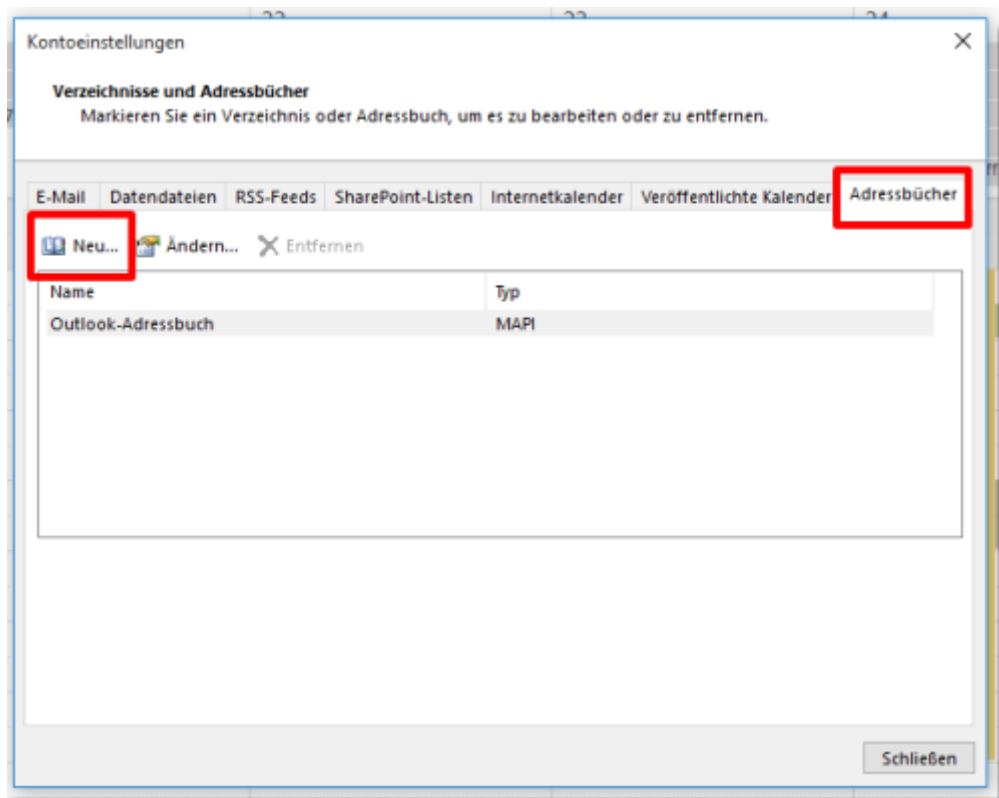 Kontoeinstellungen
Verzeichnisse und Adressbücher
Markieren Sie ein Verzeichnis oder Adressbuch, um es zu bearbeiten oder zu entfernen.
E-Mail Datendateien RSS-Feeds SharePoint-Listen Internetkalender Veröffentlichte Kalender Adressbücher
Neu... Ändern... Entfernen
Name Typ
Outlook-Adressbuch MAPI
Schließen